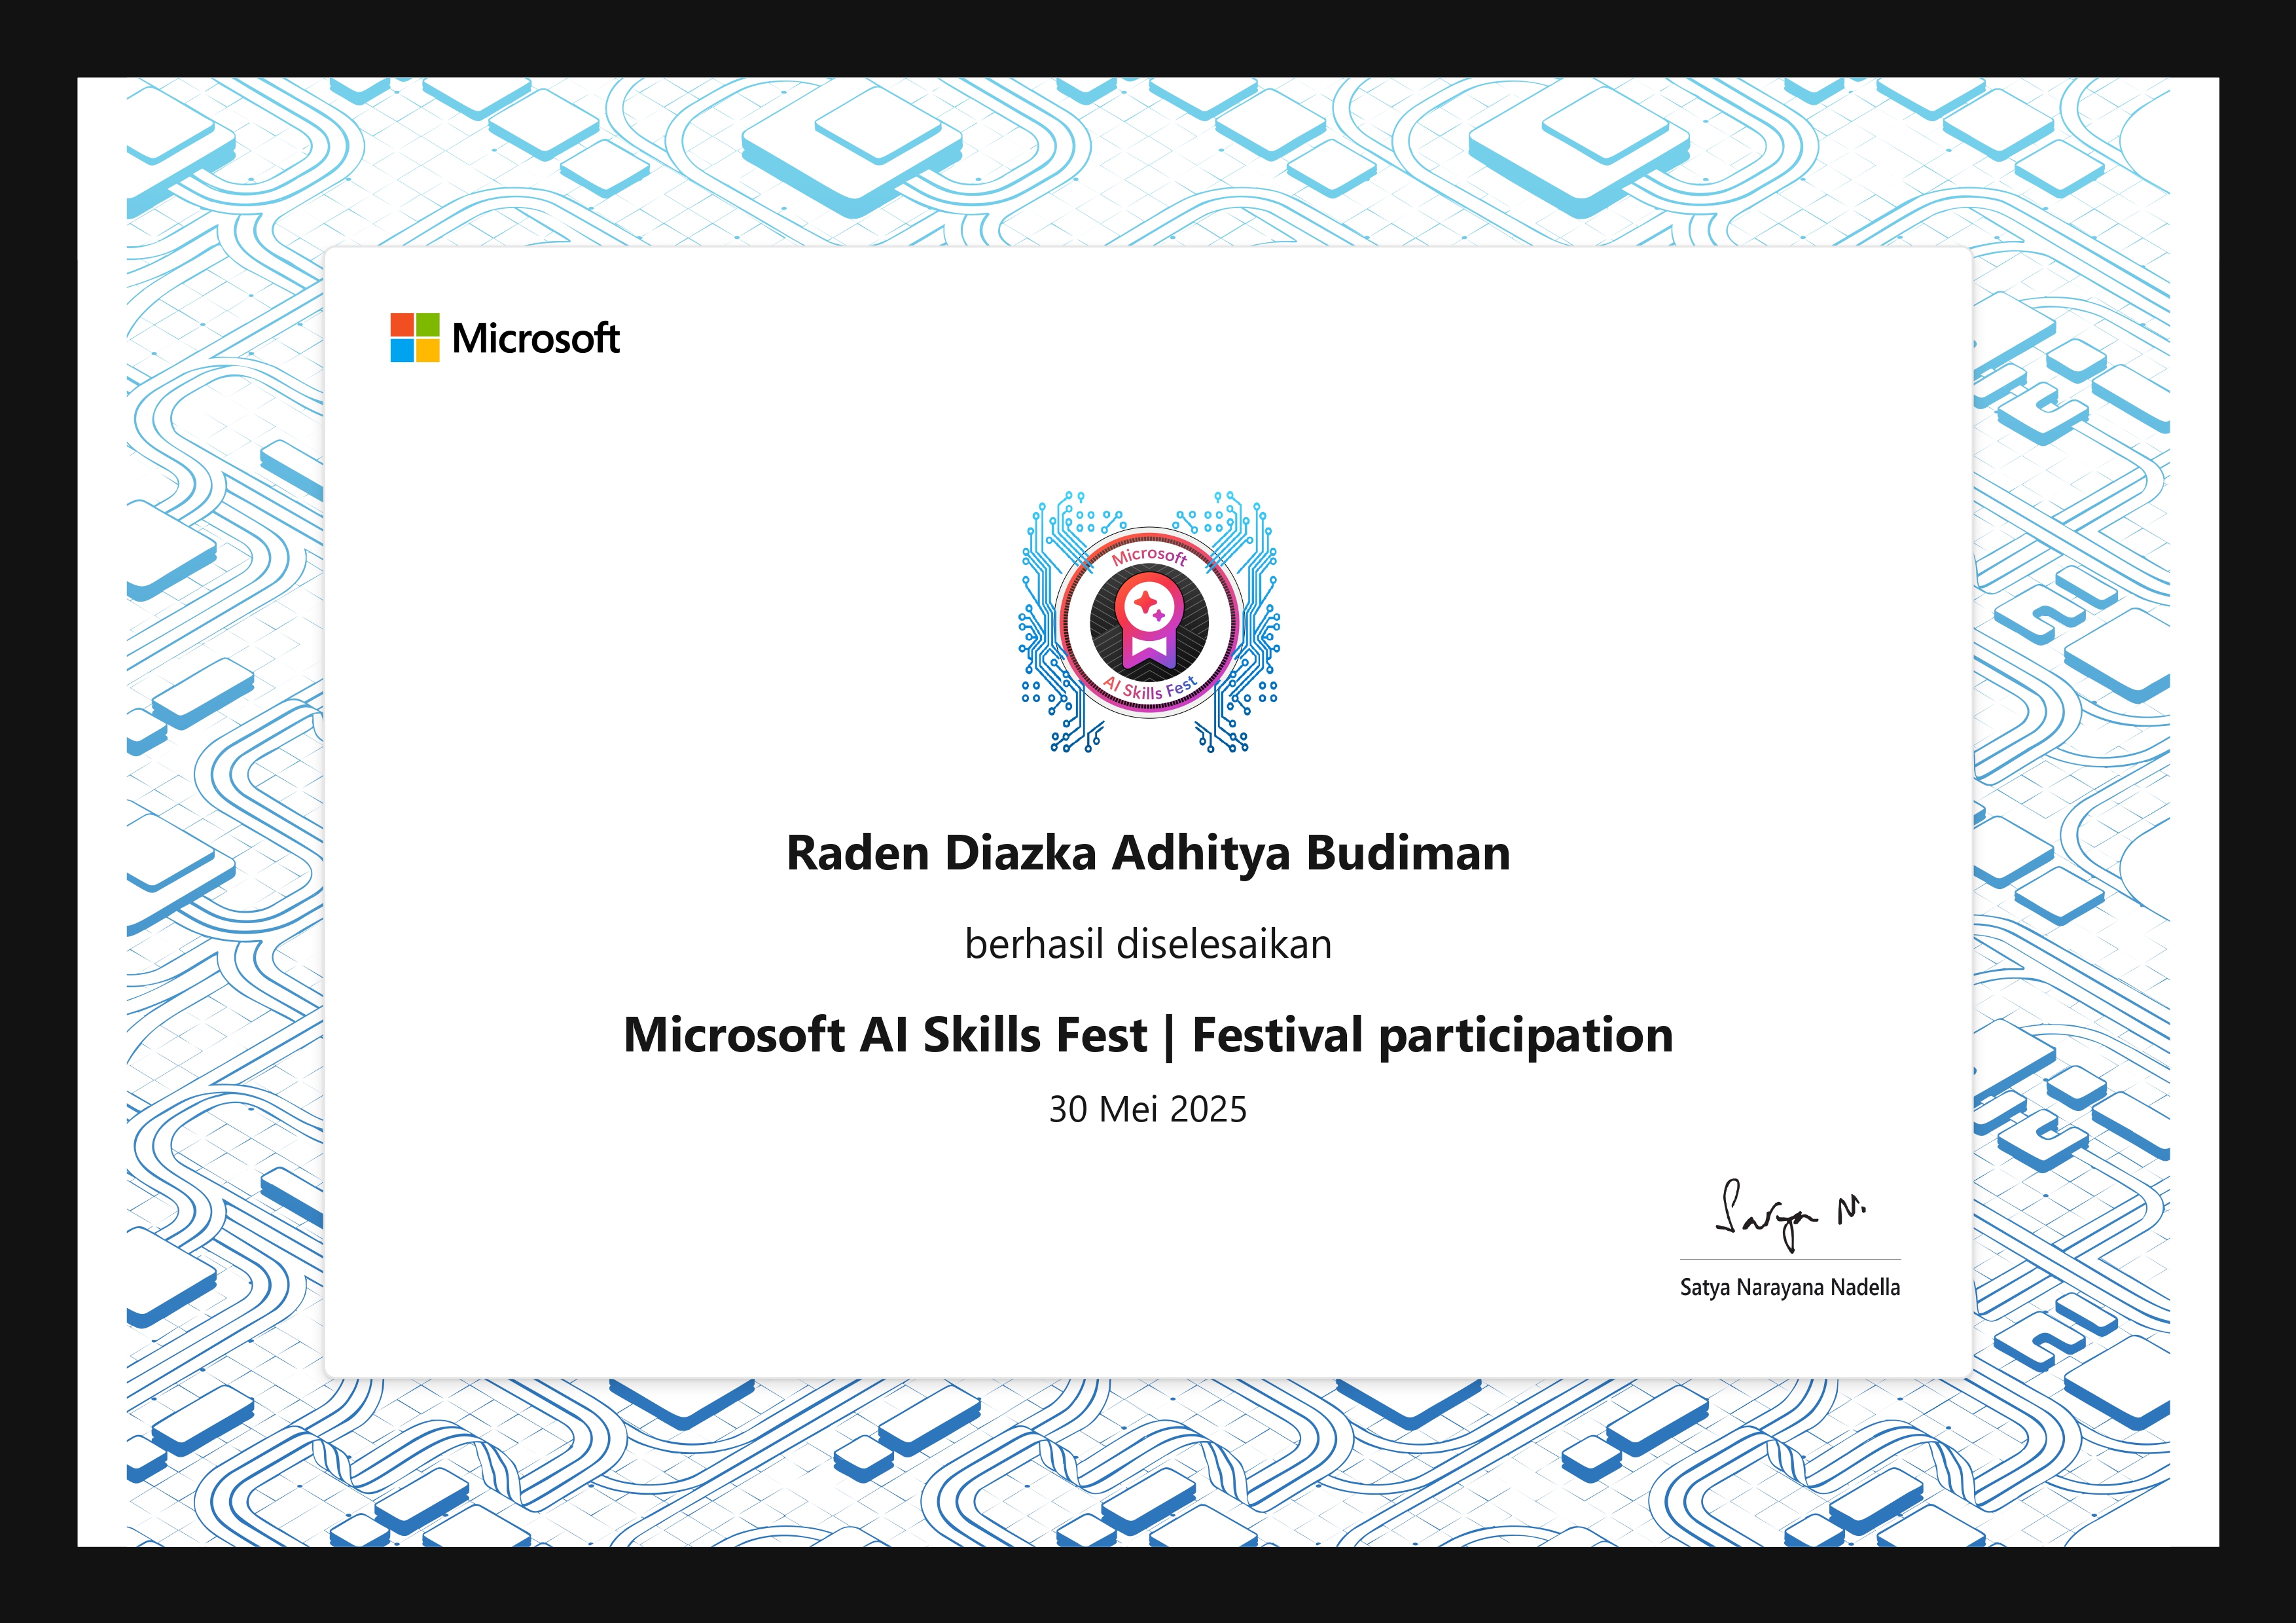 Microsoft
Microsoft
AI Skills Fest
Raden Diazka Adhitya Budiman
berhasil diselesaikan
Microsoft AI Skills Fest | Festival participation
30 Mei 2025
Satya N.
Satya Narayana Nadella